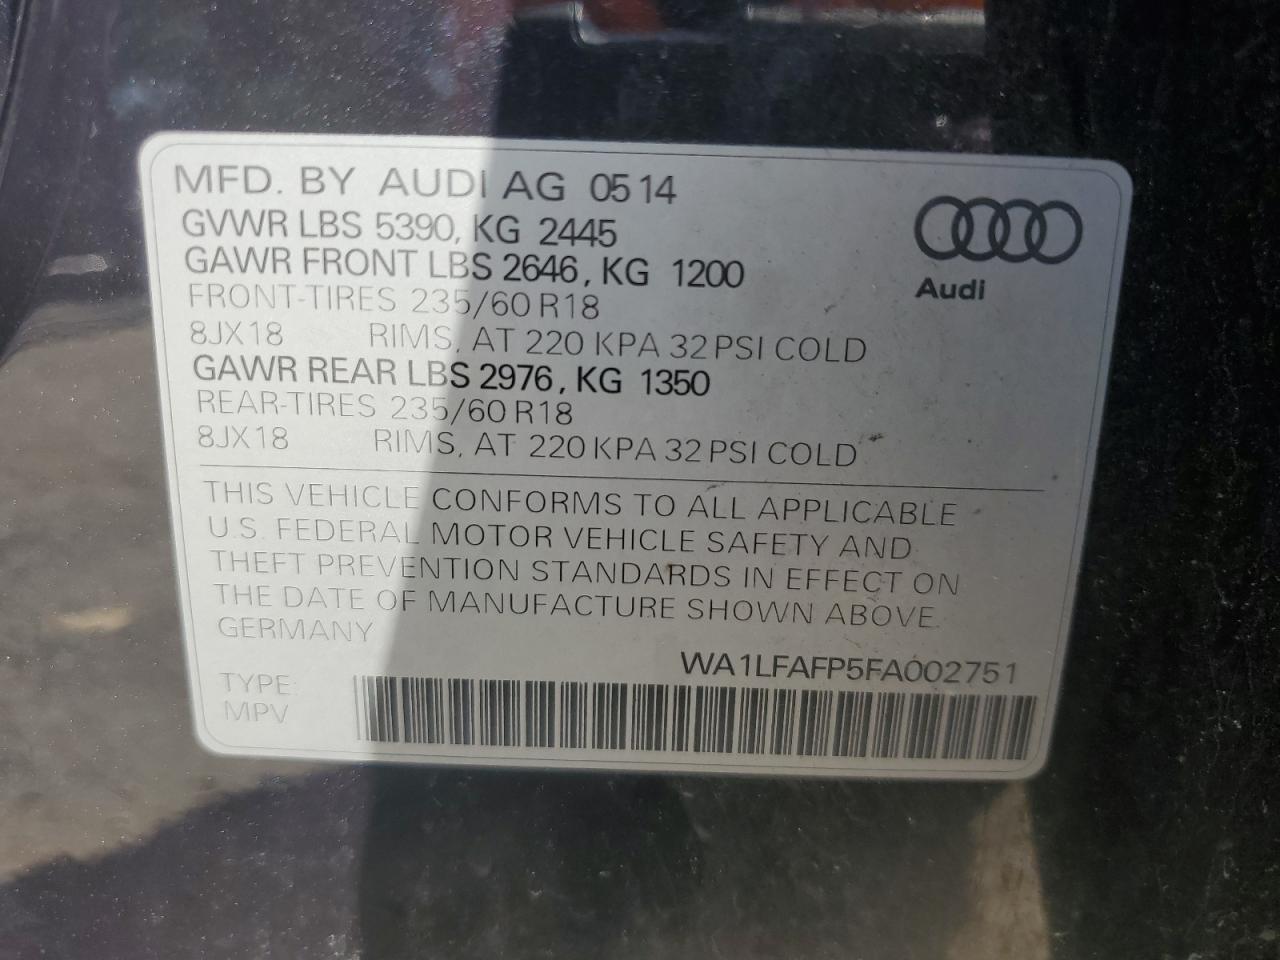 MFD. BY AUDI AG 0514
GVWR LBS 5390, KG 2445
GAWR FRONT LBS 2646, KG 1200
FRONT-TIRES 235/60 R18
8JX18 RIMS, AT 220 KPA 32 PSI COLD
GAWR REAR LBS 2976, KG 1350
REAR-TIRES 235/60 R18
8JX18 RIMS, AT 220 KPA 32 PSI COLD
Audi
THIS VEHICLE CONFORMS TO ALL APPLICABLE
U.S. FEDERAL MOTOR VEHICLE SAFETY AND
THEFT PREVENTION STANDARDS IN EFFECT ON
THE DATE OF MANUFACTURE SHOWN ABOVE.
GERMANY
WA1LFAFP5FA002751
TYPE:
MPV